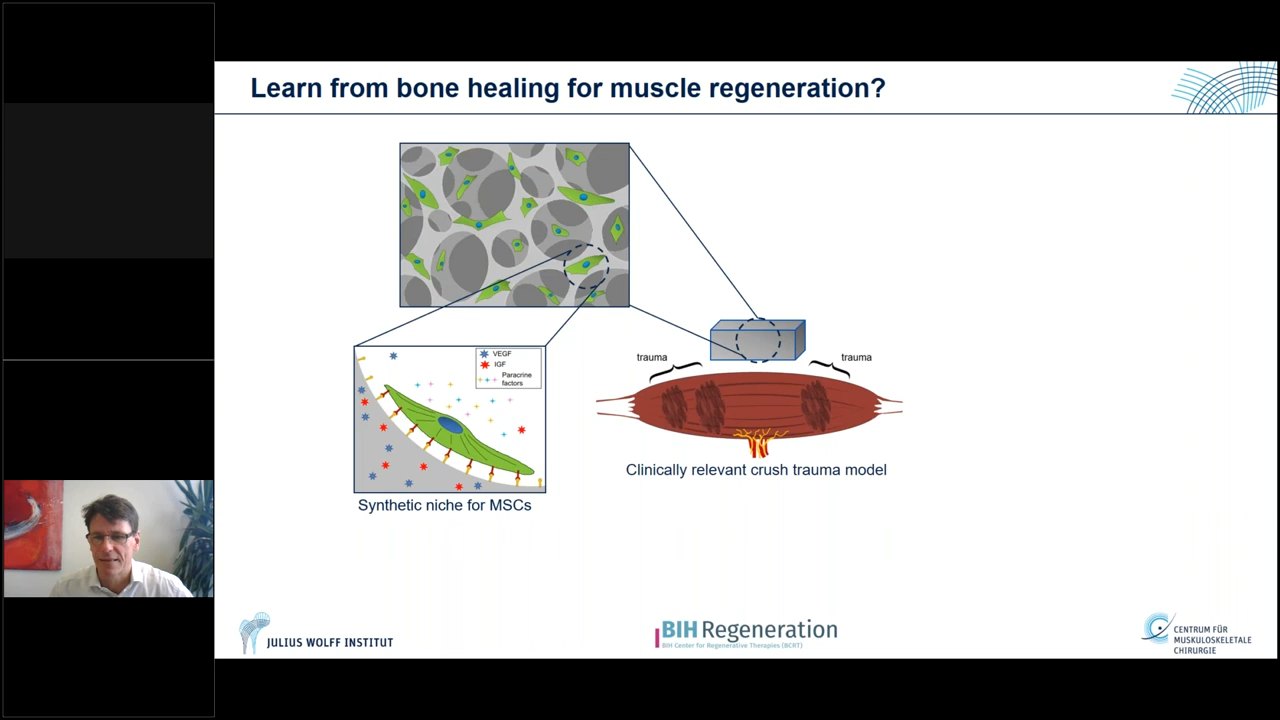 Learn from bone healing for muscle regeneration?
VEGF
IGF
Paracrine
factors
Synthetic niche for MSCs
trauma
trauma
Clinically relevant crush trauma model
JULIUS WOLFF INSTITUT
BIH Regeneration
BIH Center for Regenerative Therapies (BCRT)
CENTRUM FÜR
MUSKULOSKELETALE
CHIRURGIE